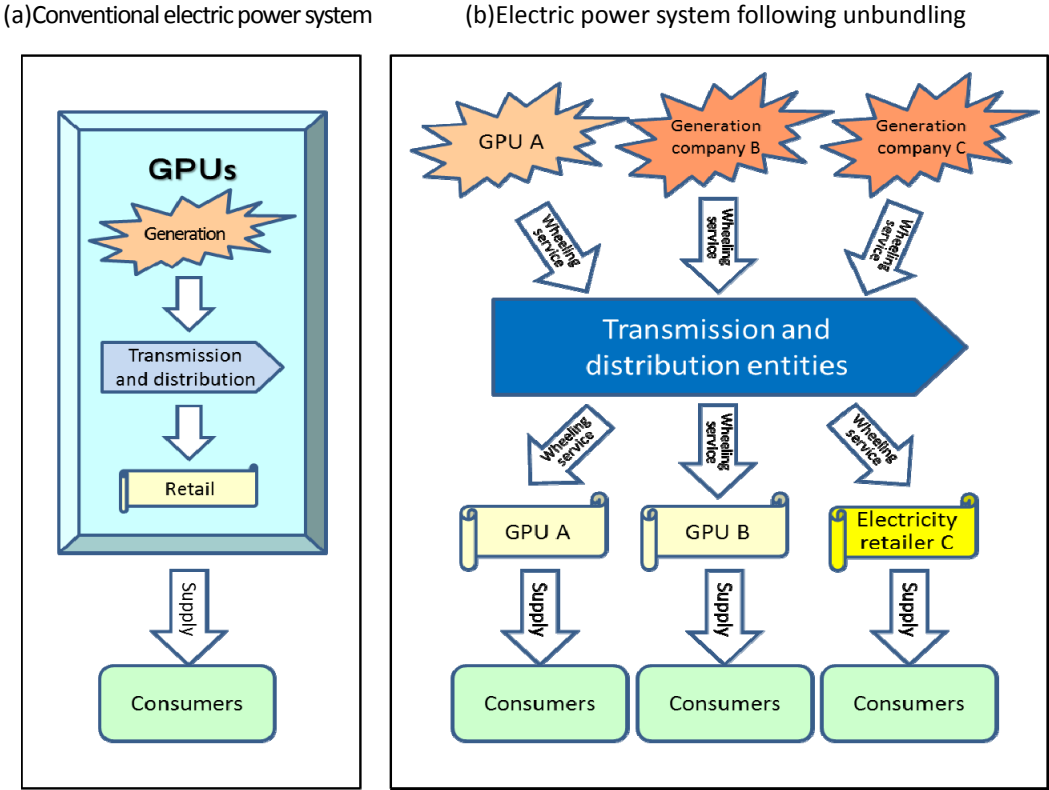 (a)Conventional electric power system
(b)Electric power system following unbundling
GPUs
Generation
Transmission
and distribution
Retail
Supply
Consumers
GPU A
Generation
company B
Generation
company C
Wheeling
service
Wheeling
service
Wheeling
service
Transmission and
distribution entities
Wheeling
service
Wheeling
service
Wheeling
service
GPU A
GPU B
Electricity
retailer C
Supply
Supply
Supply
Consumers
Consumers
Consumers